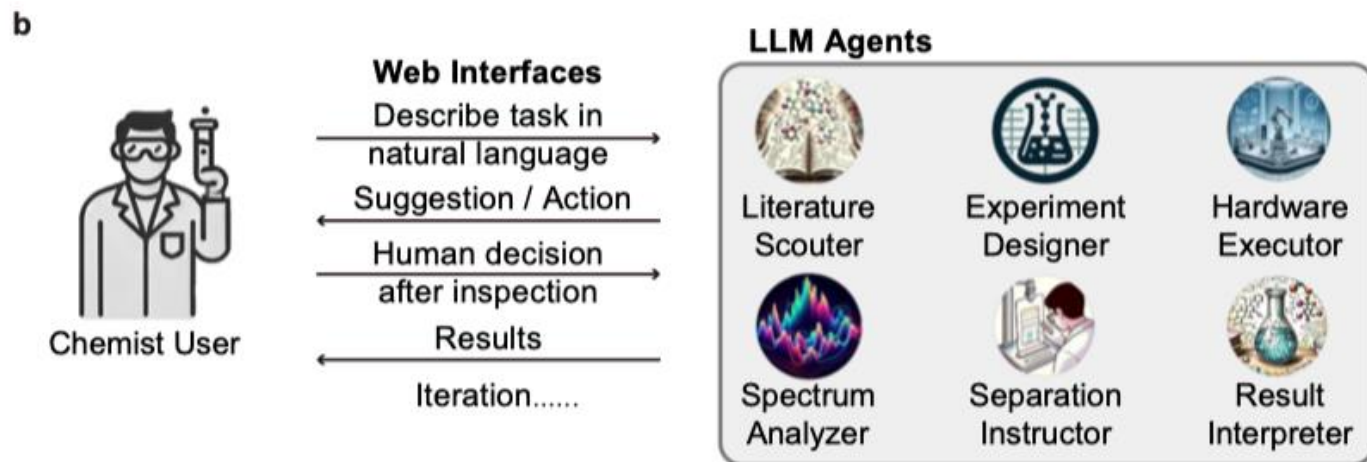 b
LLM Agents
Web Interfaces
Describe task in
natural language
Suggestion / Action
Human decision
after inspection
Results
Iteration......
Chemist User
Literature
Scouter
Experiment
Designer
Hardware
Executor
Spectrum
Analyzer
Separation
Instructor
Result
Interpreter